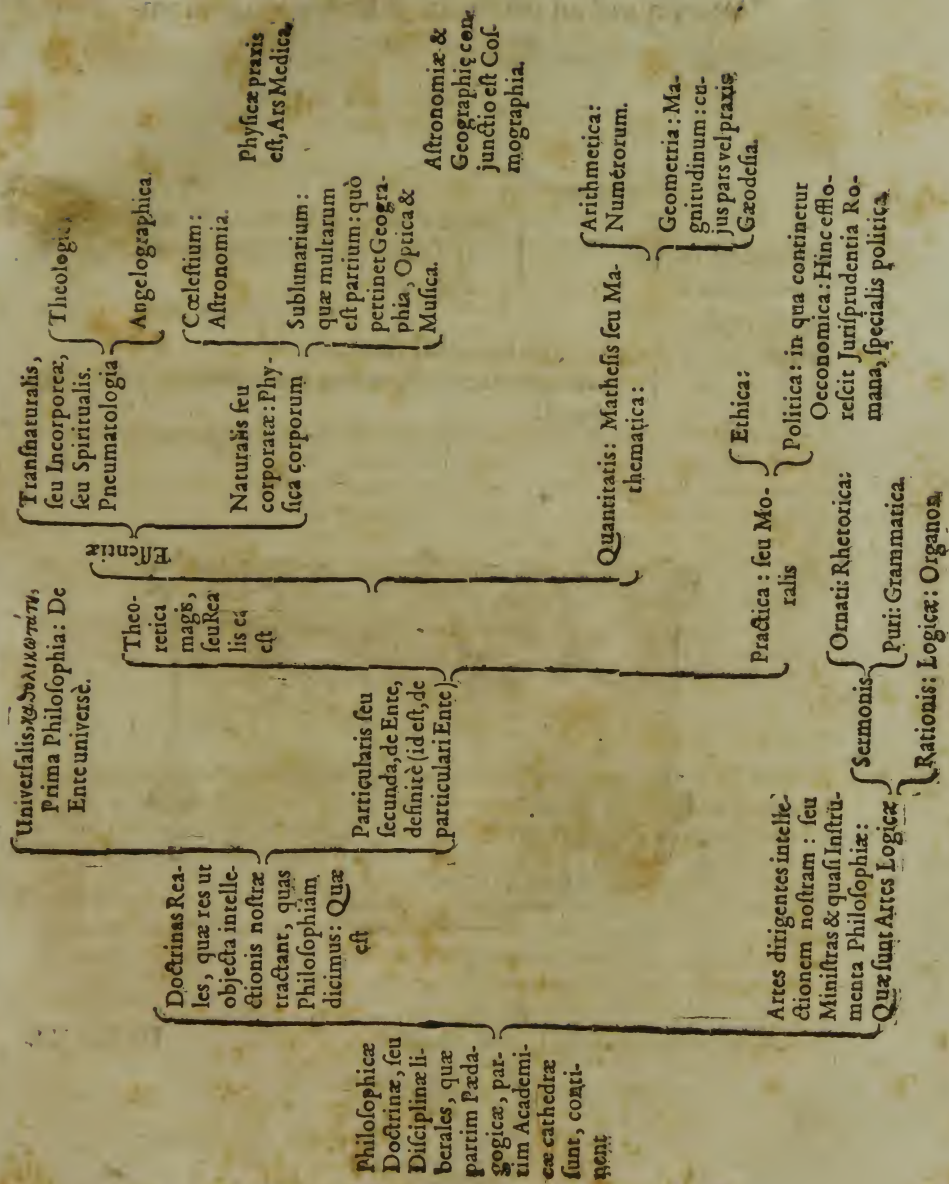 Philoſophicæ
Doctrinæ, ſeu
Diſciplinæ li-
berales, quæ
partim Pæda-
gogicæ, par-
tim Academi-
cæ cathedræ
ſunt, conti-
nent
Doctrinas Rea-
les, quæ res ut
objecta intelle-
ctionis noſtræ
tractant, quas
Philoſophiam
dicimus: Quæ
eſt
Univerſalis, καθολικωτάτη,
Prima Philoſophia: De
Ente universè.
Particularis ſeu
ſecunda, de Ente,
definitè (id eſt, de
particulari Ente)
Theo-
retica
magis,
ſeu Rea
lis ea
eſt
Eſſentiæ
Tranſnaturalis,
ſeu Incorporeæ,
ſeu Spiritualis.
Pneumatologia
Theologia,
Angelographica.
Naturalis ſeu
corporatæ: Phy-
ſica corporum
Cœleſtium:
Aſtronomia.
Sublunarium:
quæ multarum
eſt partium: quò
pertinet Geogra-
phia, Optica &
Muſica.
Phyſicæ praxis
eſt, Ars Medica.
Aſtronomiæ &
Geographię con-
junctio eſt Coſ-
mographia.
Quantitatis: Matheſis ſeu Ma-
thematica:
Arithmetica:
Numerorum.
Geometria: Ma-
gnitudinum: cu-
jus pars vel praxis
Gæodeſia.
Practica: ſeu Mo-
ralis
Ethica:
Politica: in qua continetur
Oeconomica: Hinc efflo-
reſcit Juriſprudentia Ro-
mana, ſpecialis politica.
Artes dirigentes intelle-
ctionem noſtram: ſeu
Miniſtras & quaſi Inſtru-
menta Philoſophiæ:
Quæ ſunt Artes Logicæ
Sermonis
Ornati: Rhetorica:
Puri: Grammatica.
Rationis: Logicæ: Organon.